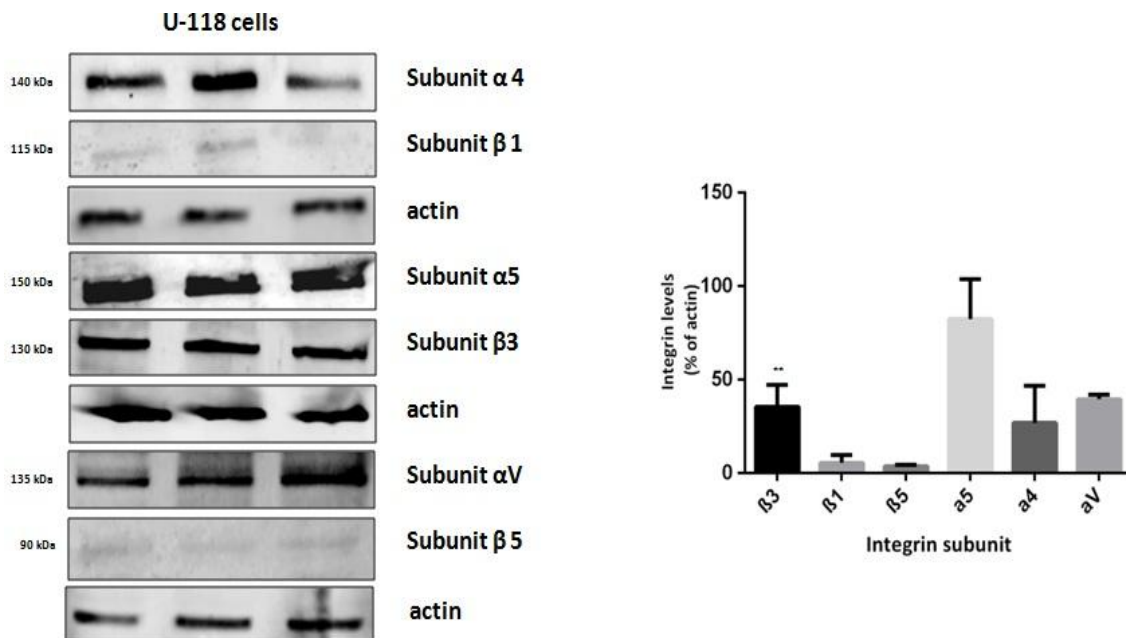 U-118 cells
140 kDa
Subunit α 4
115 kDa
Subunit β 1
actin
150 kDa
Subunit α5
130 kDa
Subunit β3
actin
135 kDa
Subunit αV
90 kDa
Subunit β 5
actin
Integrin levels
(% of actin)
150
100
50
0
**
ß3
ß1
ß5
a5
a4
aV
Integrin subunit